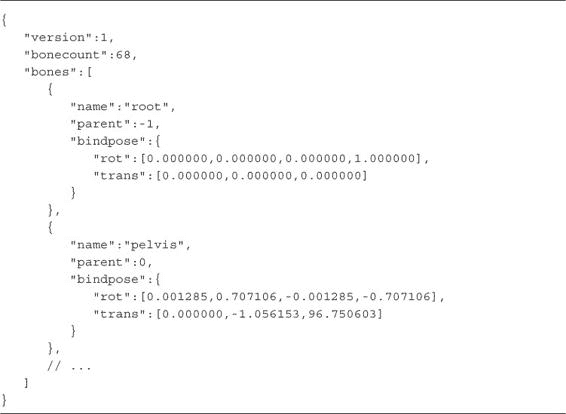 {
   "version":1,
   "bonecount":68,
   "bones":[
      {
         "name":"root",
         "parent":-1,
         "bindpose":{
            "rot":[0.000000,0.000000,0.000000,1.000000],
            "trans":[0.000000,0.000000,0.000000]
         }
      },
      {
         "name":"pelvis",
         "parent":0,
         "bindpose":{
            "rot":[0.001285,0.707106,-0.001285,-0.707106],
            "trans":[0.000000,-1.056153,96.750603]
         }
      },
      // ...
   ]
}